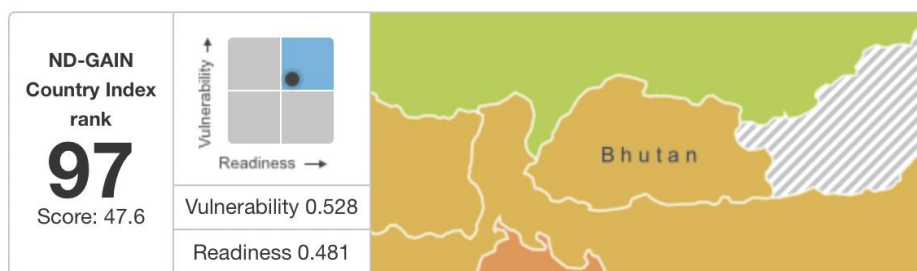 ND-GAIN
Country Index
rank
97
Score: 47.6
Vulnerability →
Readiness →
Vulnerability 0.528
Readiness 0.481
Bhutan